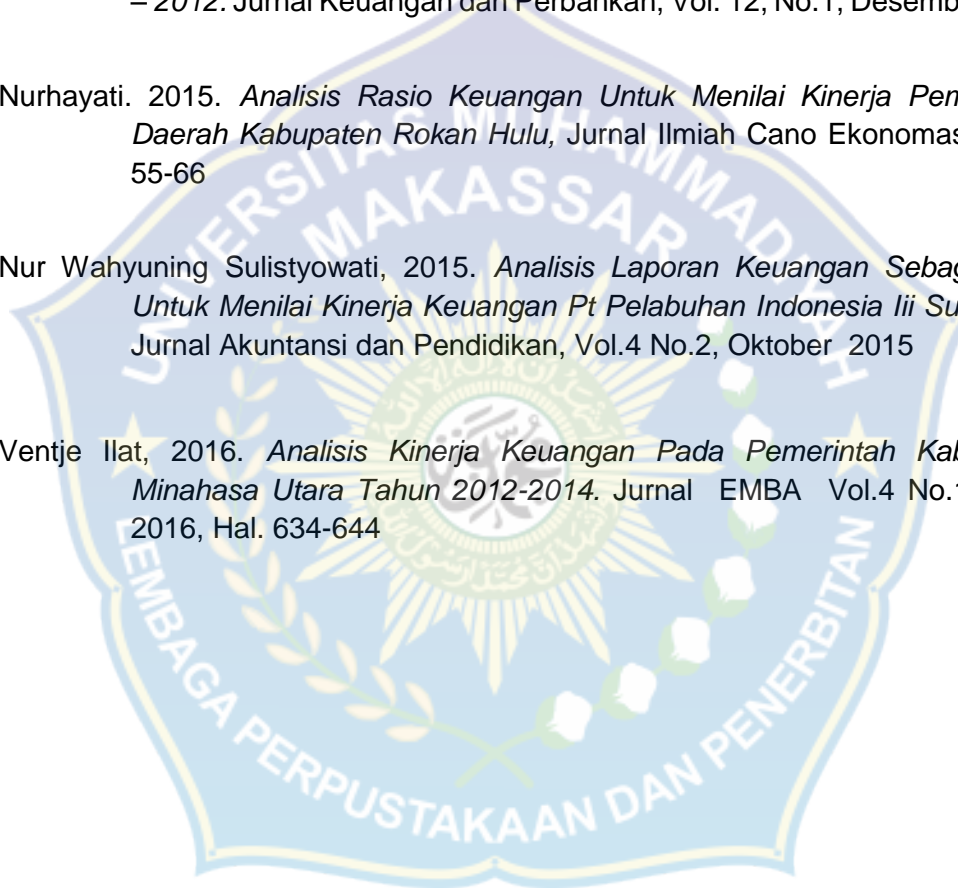 – 2012. Jurnal Keuangan dan Perbankan, Vol. 12, No.1, Desemb
Nurhayati. 2015. Analisis Rasio Keuangan Untuk Menilai Kinerja Pem
Daerah Kabupaten Rokan Hulu, Jurnal Ilmiah Cano Ekonomas
55-66
Nur Wahyuning Sulistyowati, 2015. Analisis Laporan Keuangan Sebag
Untuk Menilai Kinerja Keuangan Pt Pelabuhan Indonesia Iii Su
Jurnal Akuntansi dan Pendidikan, Vol.4 No.2, Oktober 2015
Ventje Ilat, 2016. Analisis Kinerja Keuangan Pada Pemerintah Kab
Minahasa Utara Tahun 2012-2014. Jurnal EMBA Vol.4 No.1
2016, Hal. 634-644
UNIVERSITAS MUHAMMADIYAH
MAKASSAR
LEMBAGA PERPUSTAKAAN DAN PENERBITAN